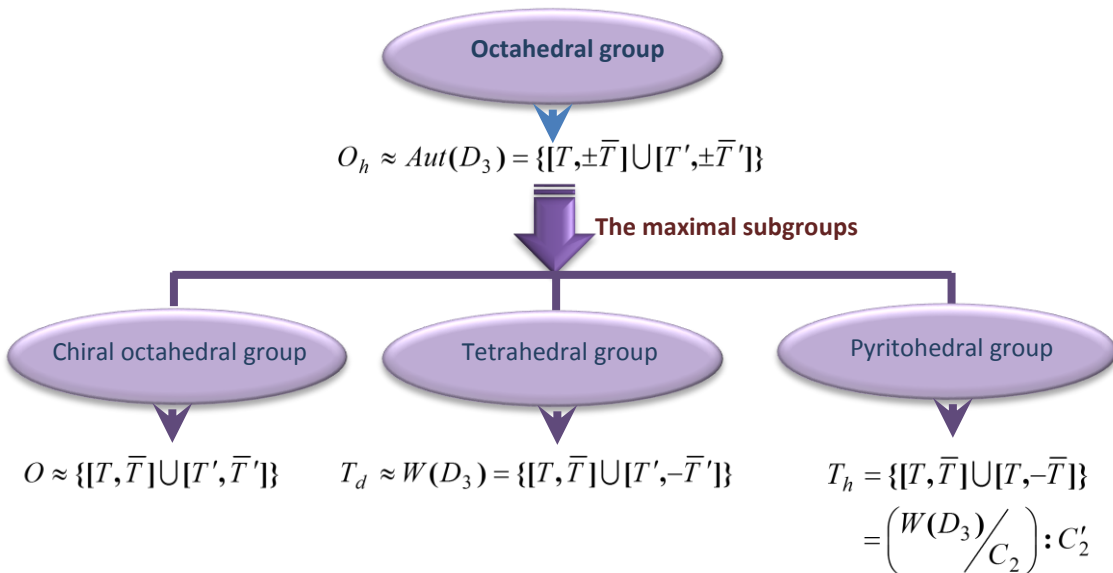 Octahedral group
O_h ≈ Aut(D_3) = {[T,±T̅]⋃[T′,±T̅′]}
The maximal subgroups
Chiral octahedral group
Tetrahedral group
Pyritohedral group
O ≈ {[T,T̅]⋃[T′,T̅′]}
T_d ≈ W(D_3) = {[T,T̅]⋃[T′,−T̅′]}
T_h = {[T,T̅]⋃[T,−T̅]}
= (W(D_3)/C_2) : C′_2